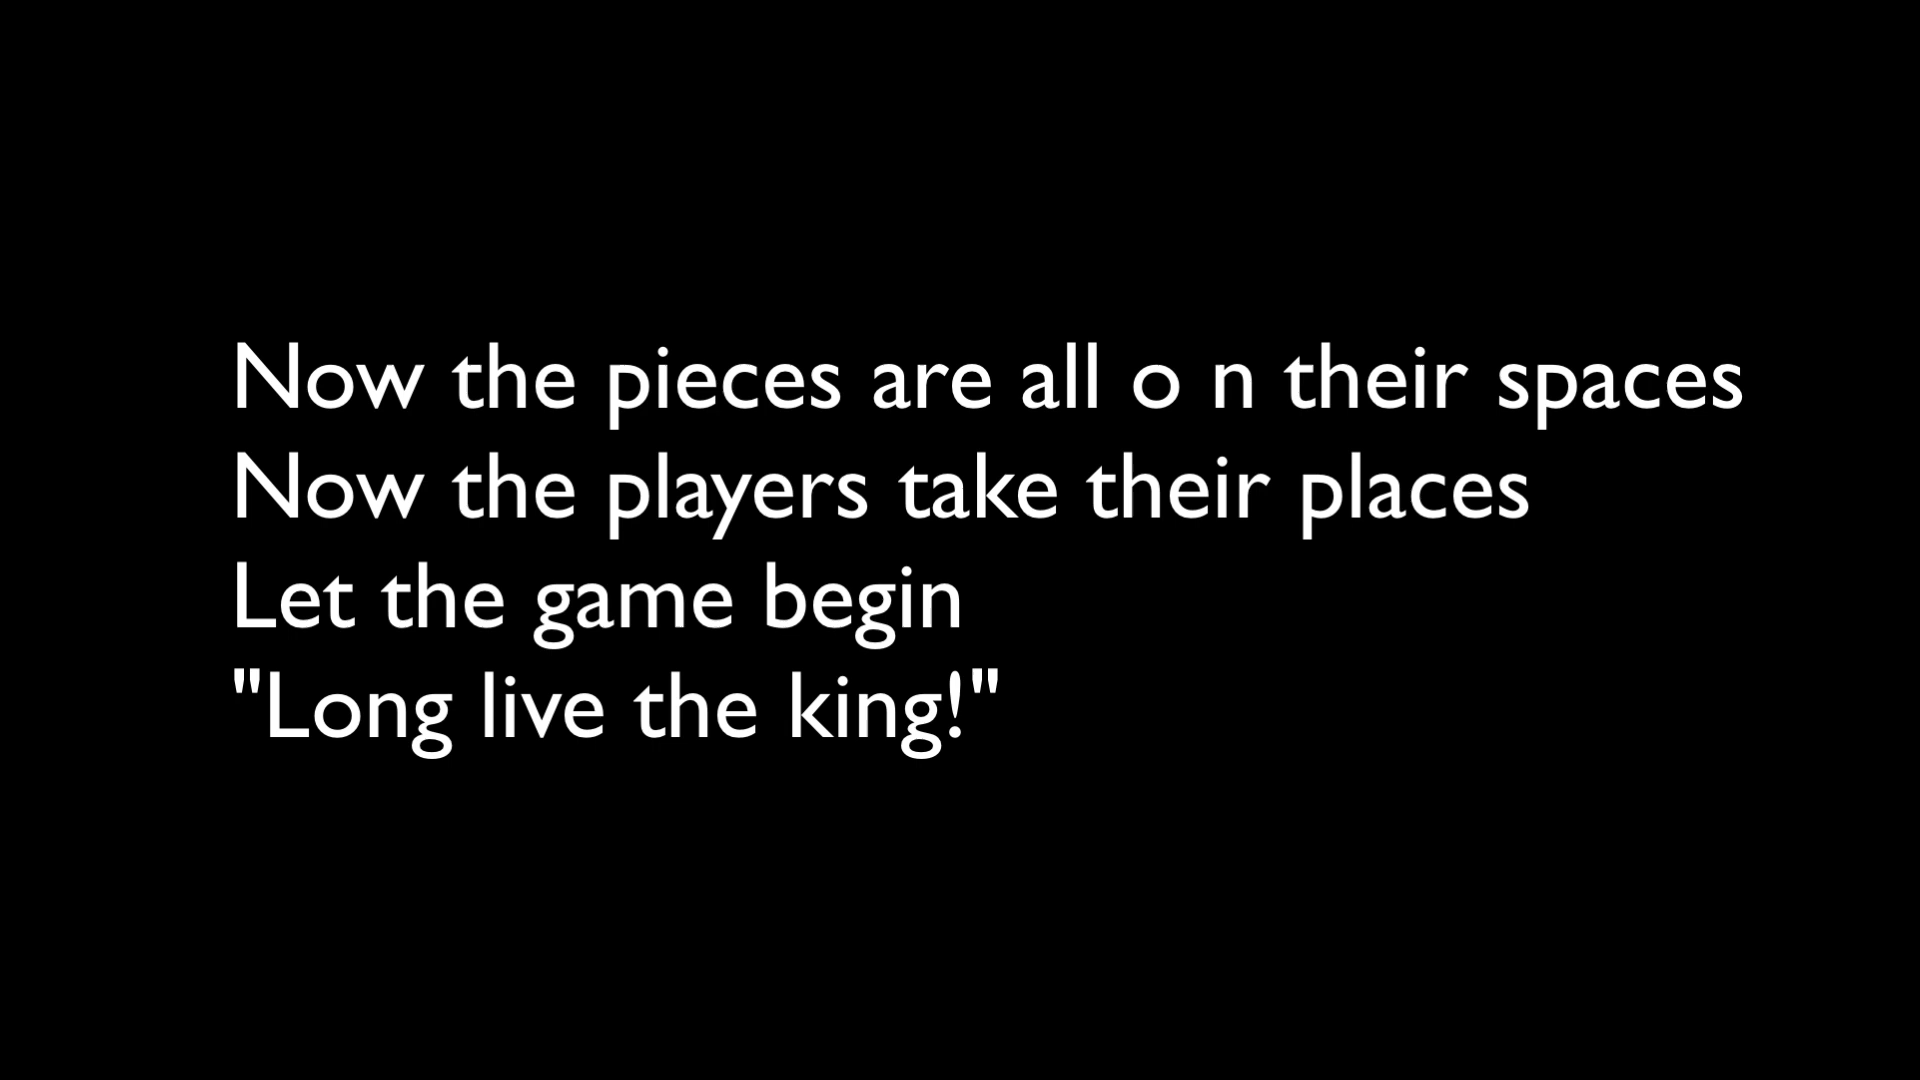 Now the pieces are all o n their spaces
Now the players take their places
Let the game begin
"Long live the king!"